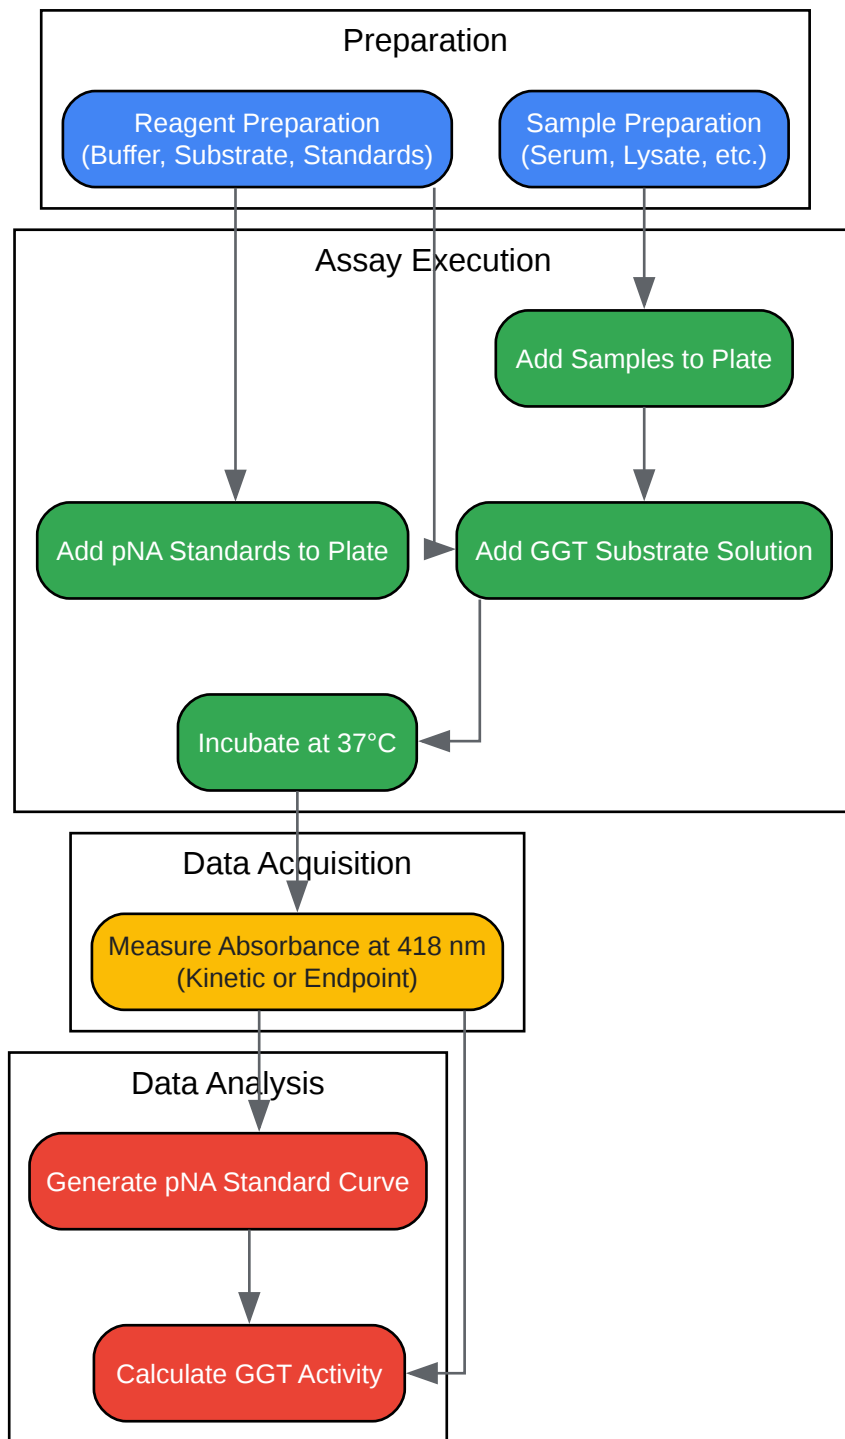 Preparation
Reagent Preparation
(Buffer, Substrate, Standards)
Sample Preparation
(Serum, Lysate, etc.)
Assay Execution
Add Samples to Plate
Add pNA Standards to Plate
Add GGT Substrate Solution
Incubate at 37°C
Data Acquisition
Measure Absorbance at 418 nm
(Kinetic or Endpoint)
Data Analysis
Generate pNA Standard Curve
Calculate GGT Activity